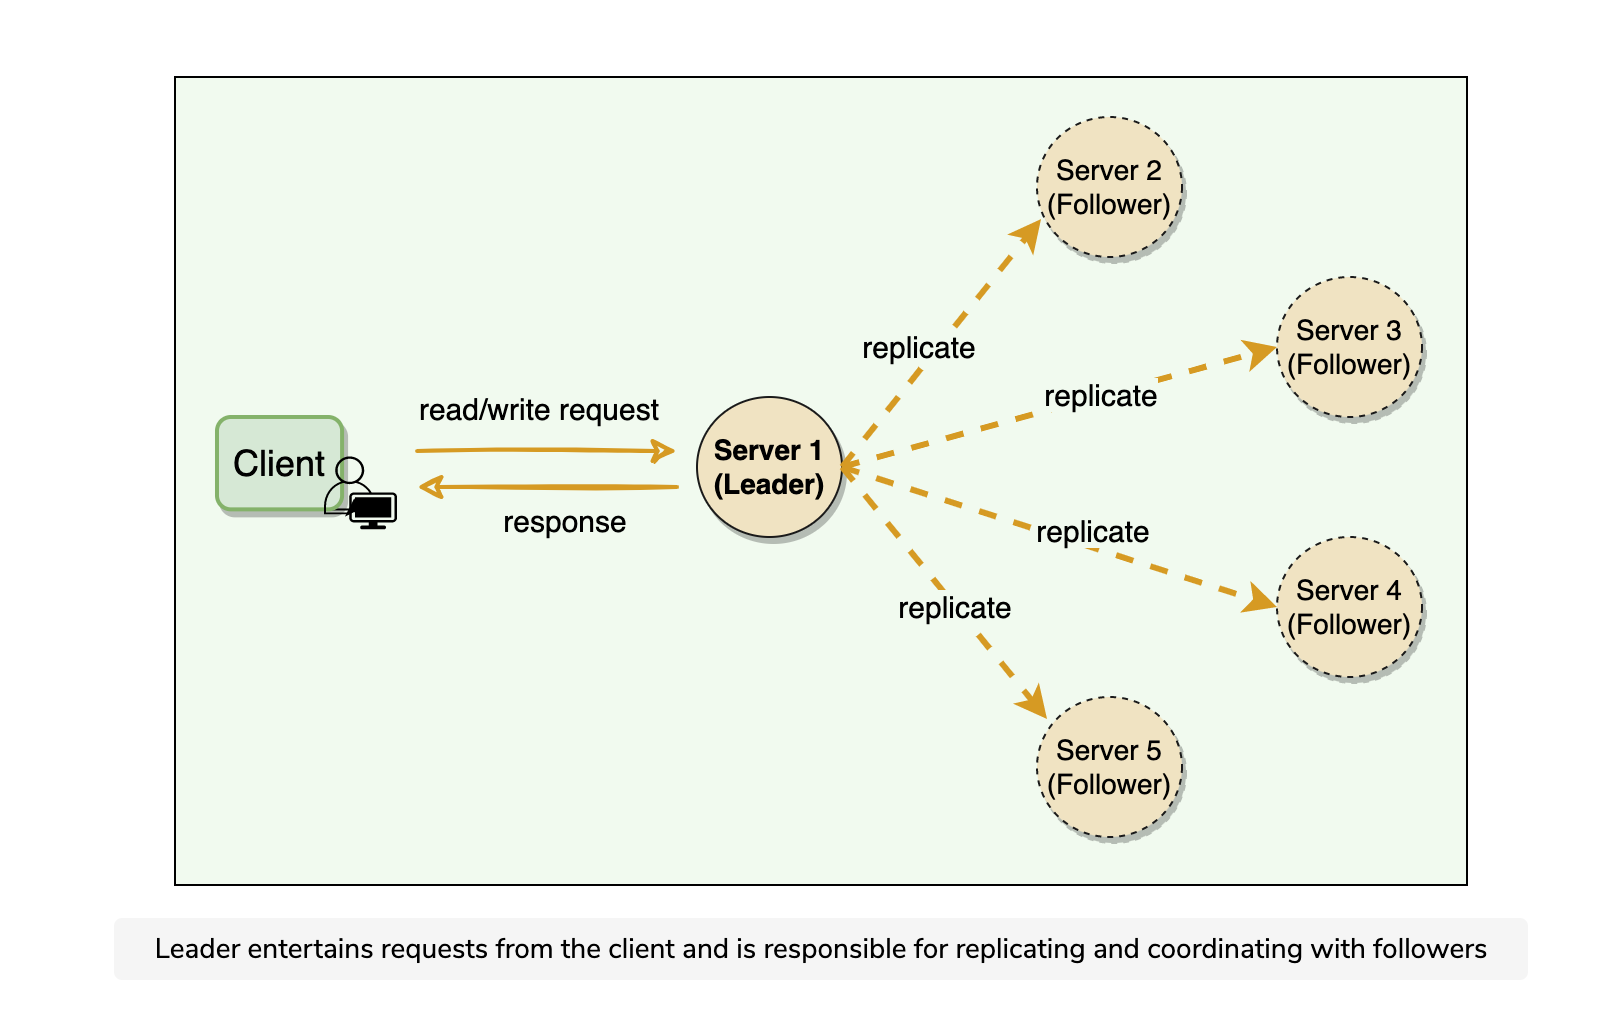 Server 2
(Follower)
Server 3
(Follower)
replicate
replicate
read/write request
Client
Server 1
(Leader)
response
replicate
replicate
Server 4
(Follower)
Server 5
(Follower)
Leader entertains requests from the client and is responsible for replicating and coordinating with followers